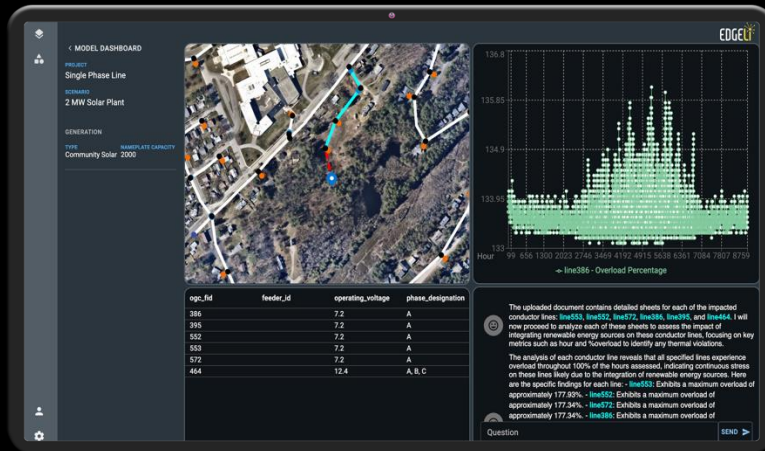 EDGELi
< MODEL DASHBOARD
PROJECT
Single Phase Line
SCENARIO
2 MW Solar Plant
GENERATION
TYPE NAMEPLATE CAPACITY
Community Solar 2000
136.8
135.85
134.9
133.95
133
Hour 99 656 1300 2023 2746 3469 4192 4915 5638 6361 7084 7807 8759
line386 - Overload Percentage
ogc_fid feeder_id operating_voltage phase_designation
386 7.2 A
395 7.2 A
552 7.2 A
553 7.2 A
572 7.2 A
464 12.4 A, B, C
The uploaded document contains detailed sheets for each of the impacted
conductor lines: line553, line552, line572, line386, line395, and line464. I will
now proceed to analyze each of these sheets to assess the impact of
integrating renewable energy sources on these conductor lines, focusing on key
metrics such as hour and %overload to identify any thermal violations.
The analysis of each conductor line reveals that all specified lines experience
overload throughout 100% of the hours assessed, indicating continuous stress
on these lines likely due to the integration of renewable energy sources. Here
are the specific findings for each line: - line553: Exhibits a maximum overload of
approximately 177.93%. - line552: Exhibits a maximum overload of
approximately 177.34%. - line572: Exhibits a maximum overload of
approximately 177.34%. - line386: Exhibits a maximum overload of
Question SEND